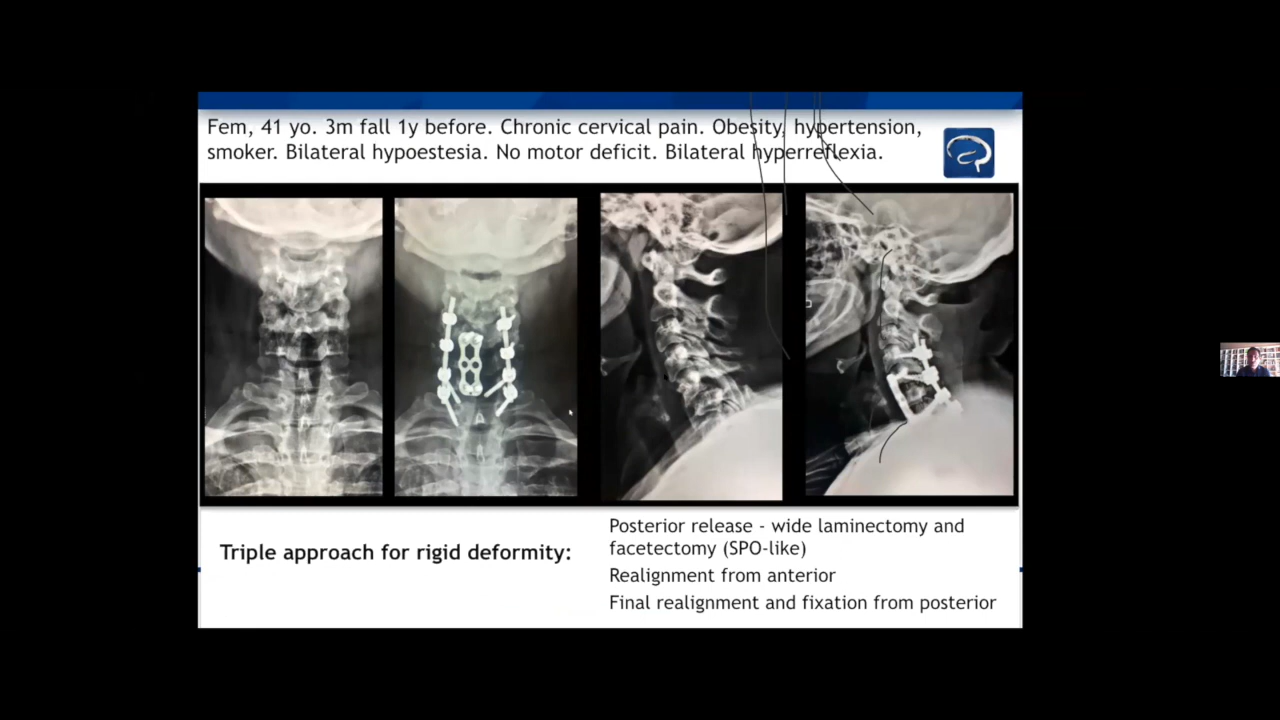 Fem, 41 yo. 3m fall 1y before. Chronic cervical pain. Obesity, hypertension,
smoker. Bilateral hypoestesia. No motor deficit. Bilateral hyperreflexia.
A
Triple approach for rigid deformity:
Posterior release - wide laminectomy and
facetectomy (SPO-like)
Realignment from anterior
Final realignment and fixation from posterior